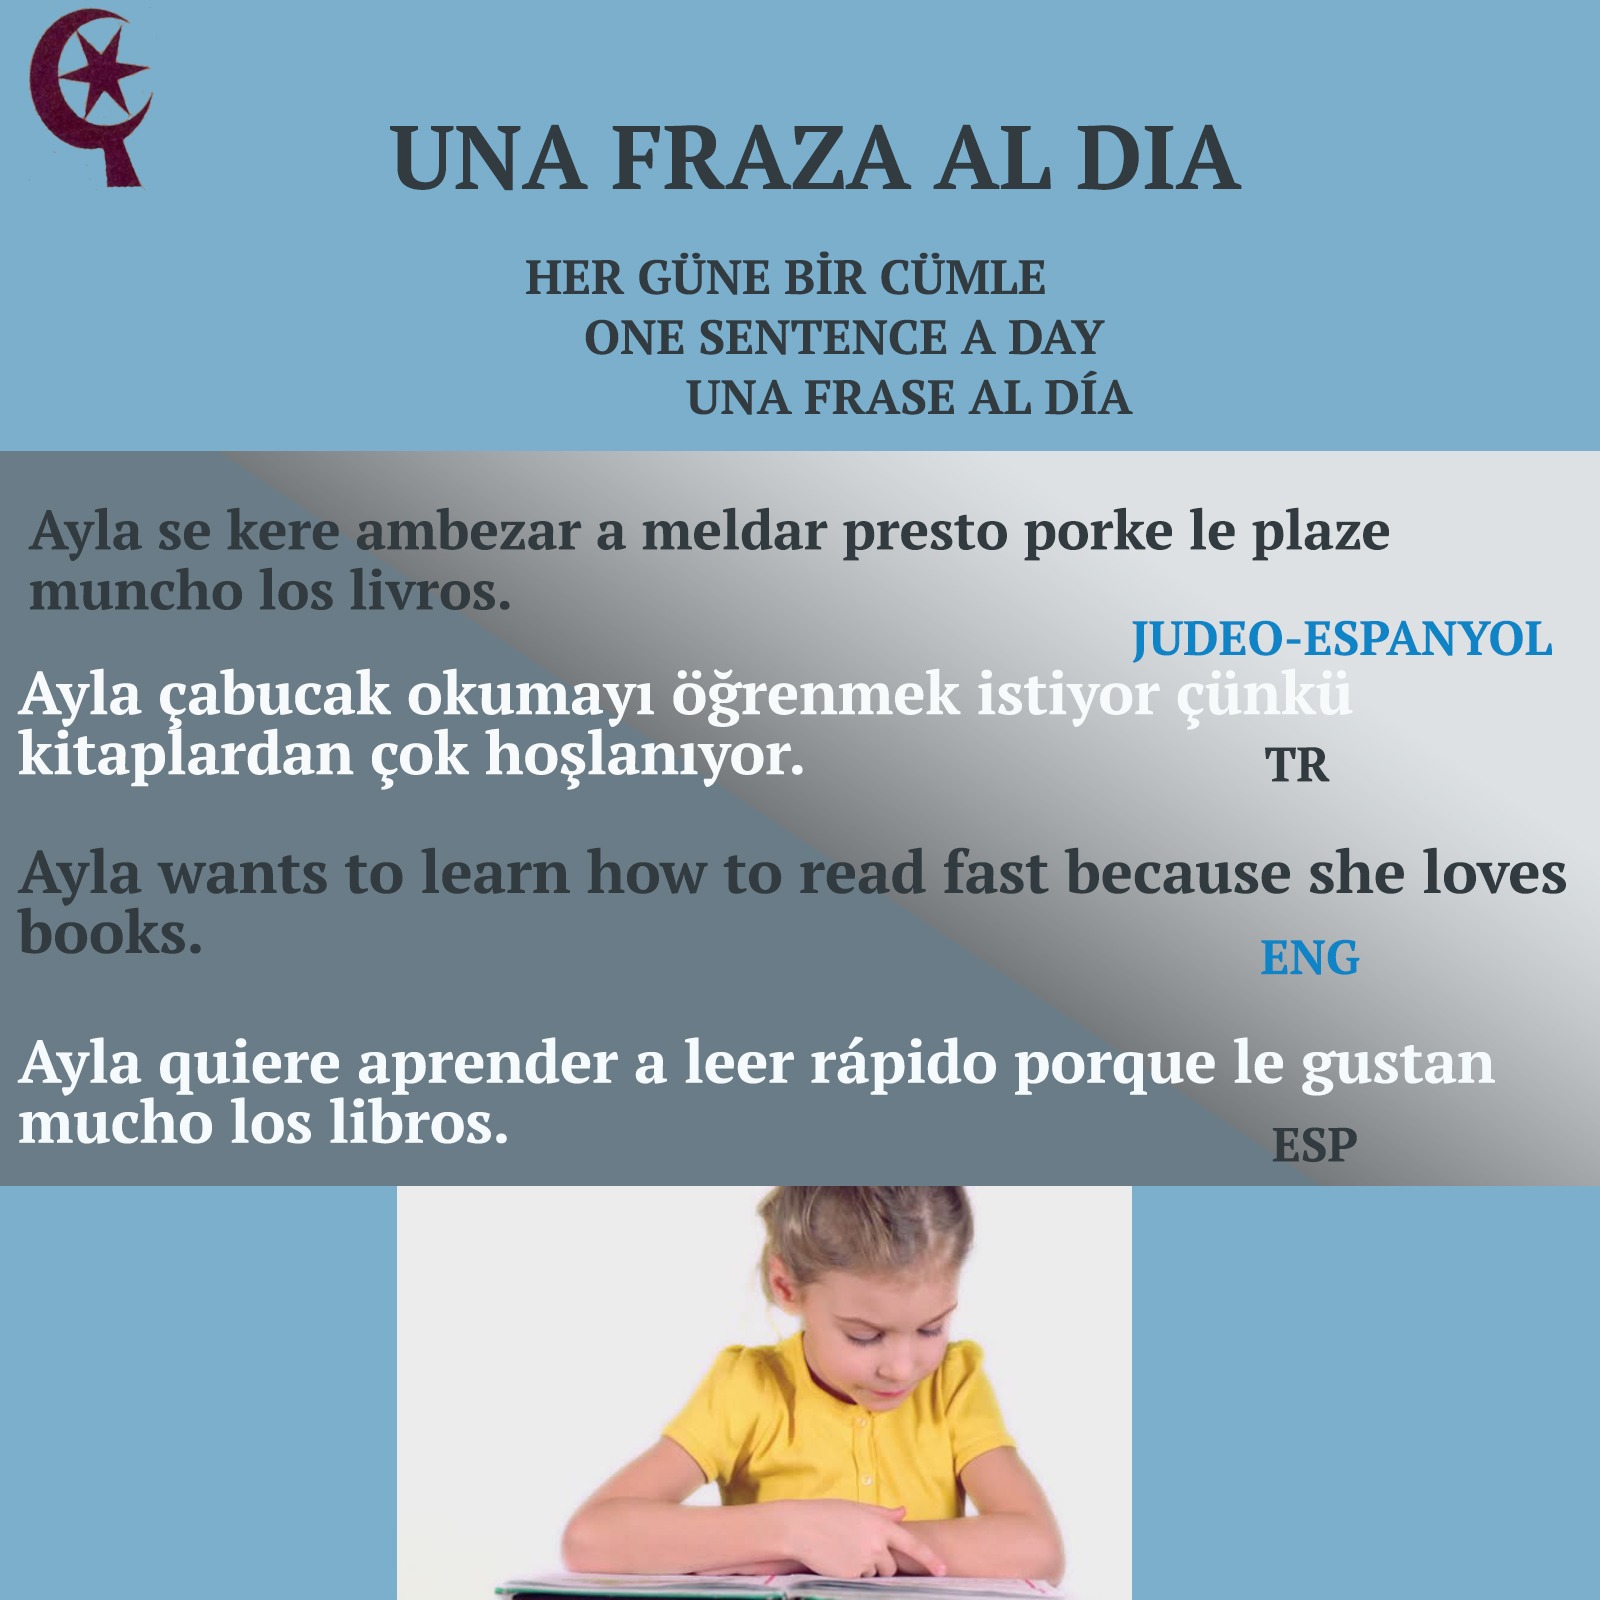 UNA FRAZA AL DIA
HER GÜNE BİR CÜMLE
ONE SENTENCE A DAY
UNA FRASE AL DÍA
Ayla se kere ambezar a meldar presto porke le plaze
muncho los livros.
JUDEO-ESPANYOL
Ayla çabucak okumayı öğrenmek istiyor çünkü
kitaplardan çok hoşlanıyor.
TR
Ayla wants to learn how to read fast because she loves
books.
ENG
Ayla quiere aprender a leer rápido porque le gustan
mucho los libros.
ESP